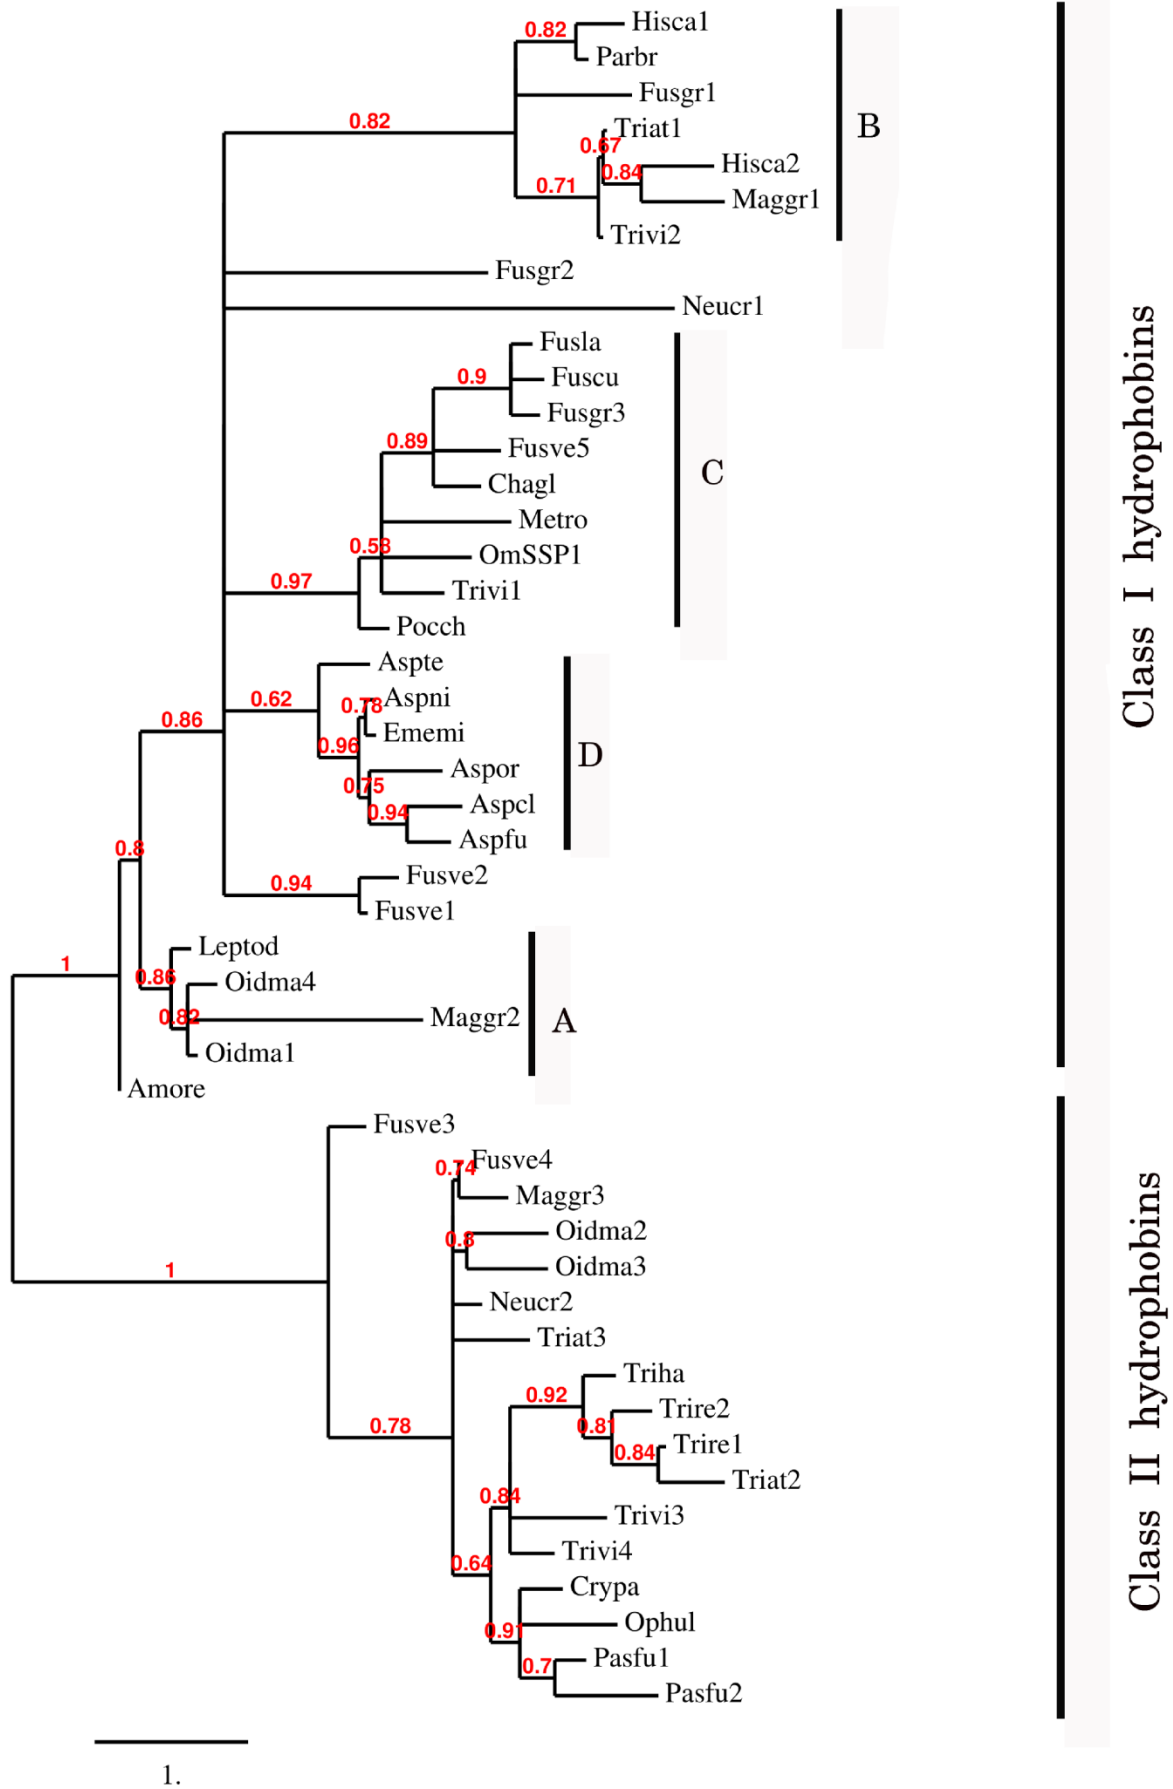 Hisca1
0.82
Parbr
Fusgr1
0.82
Triat1
B
0.67
Hisca2
0.84
0.71
Maggr1
Trivi2
Fusgr2
Neucr1
Fusla
0.9
Fuscu
Fusgr3
0.89
Fusve5
C
Chagl
Metro
0.58
OmSSP1
0.97
Trivi1
Pocch
Aspte
0.62
Aspni
0.78
0.86
Ememi
0.96
D
Aspor
0.75
Aspcl
0.94
Aspfu
0.8
Fusve2
0.94
Fusve1
Leptod
1
0.86
Oidma4
0.82
Maggr2
A
Oidma1
Amore
Class I hydrophobins
Fusve3
Fusve4
0.74
Maggr3
Oidma2
0.8
Oidma3
1
Neucr2
Triat3
Triha
0.92
Trire2
0.81
0.78
Trire1
0.84
Triat2
0.84
Trivi3
Trivi4
0.64
Crypa
Ophul
0.91
Pasfu1
0.7
Pasfu2
Class II hydrophobins
1.